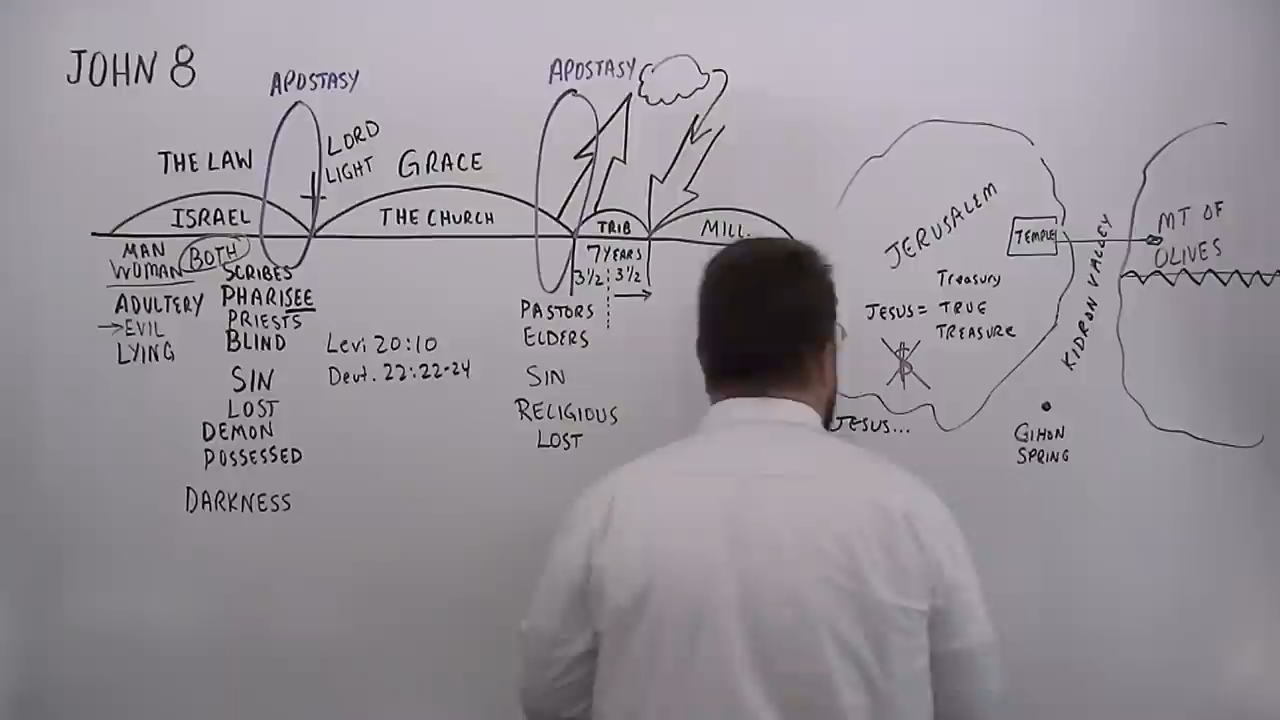 JOHN 8
APOSTASY
LORD
LIGHT
THE LAW
GRACE
ISRAEL
THE CHURCH
APOSTASY
TRIB
MILL.
7 YEARS
3½ 3½
MAN
WOMAN
BOTH
ADULTERY
→EVIL
LYING
SCRIBES
PHARISEE
PRIESTS
BLIND
SIN
LOST
DEMON
POSSESSED
DARKNESS
Levi 20:10
Deut. 22:22-24
PASTORS
ELDERS
SIN
RELIGIOUS
LOST
JERUSALEM
TEMPLE
Treasury
JESUS = TRUE
TREASURE
$
JESUS...
KIDRON VALLEY
GIHON
SPRING
MT OF
OLIVES